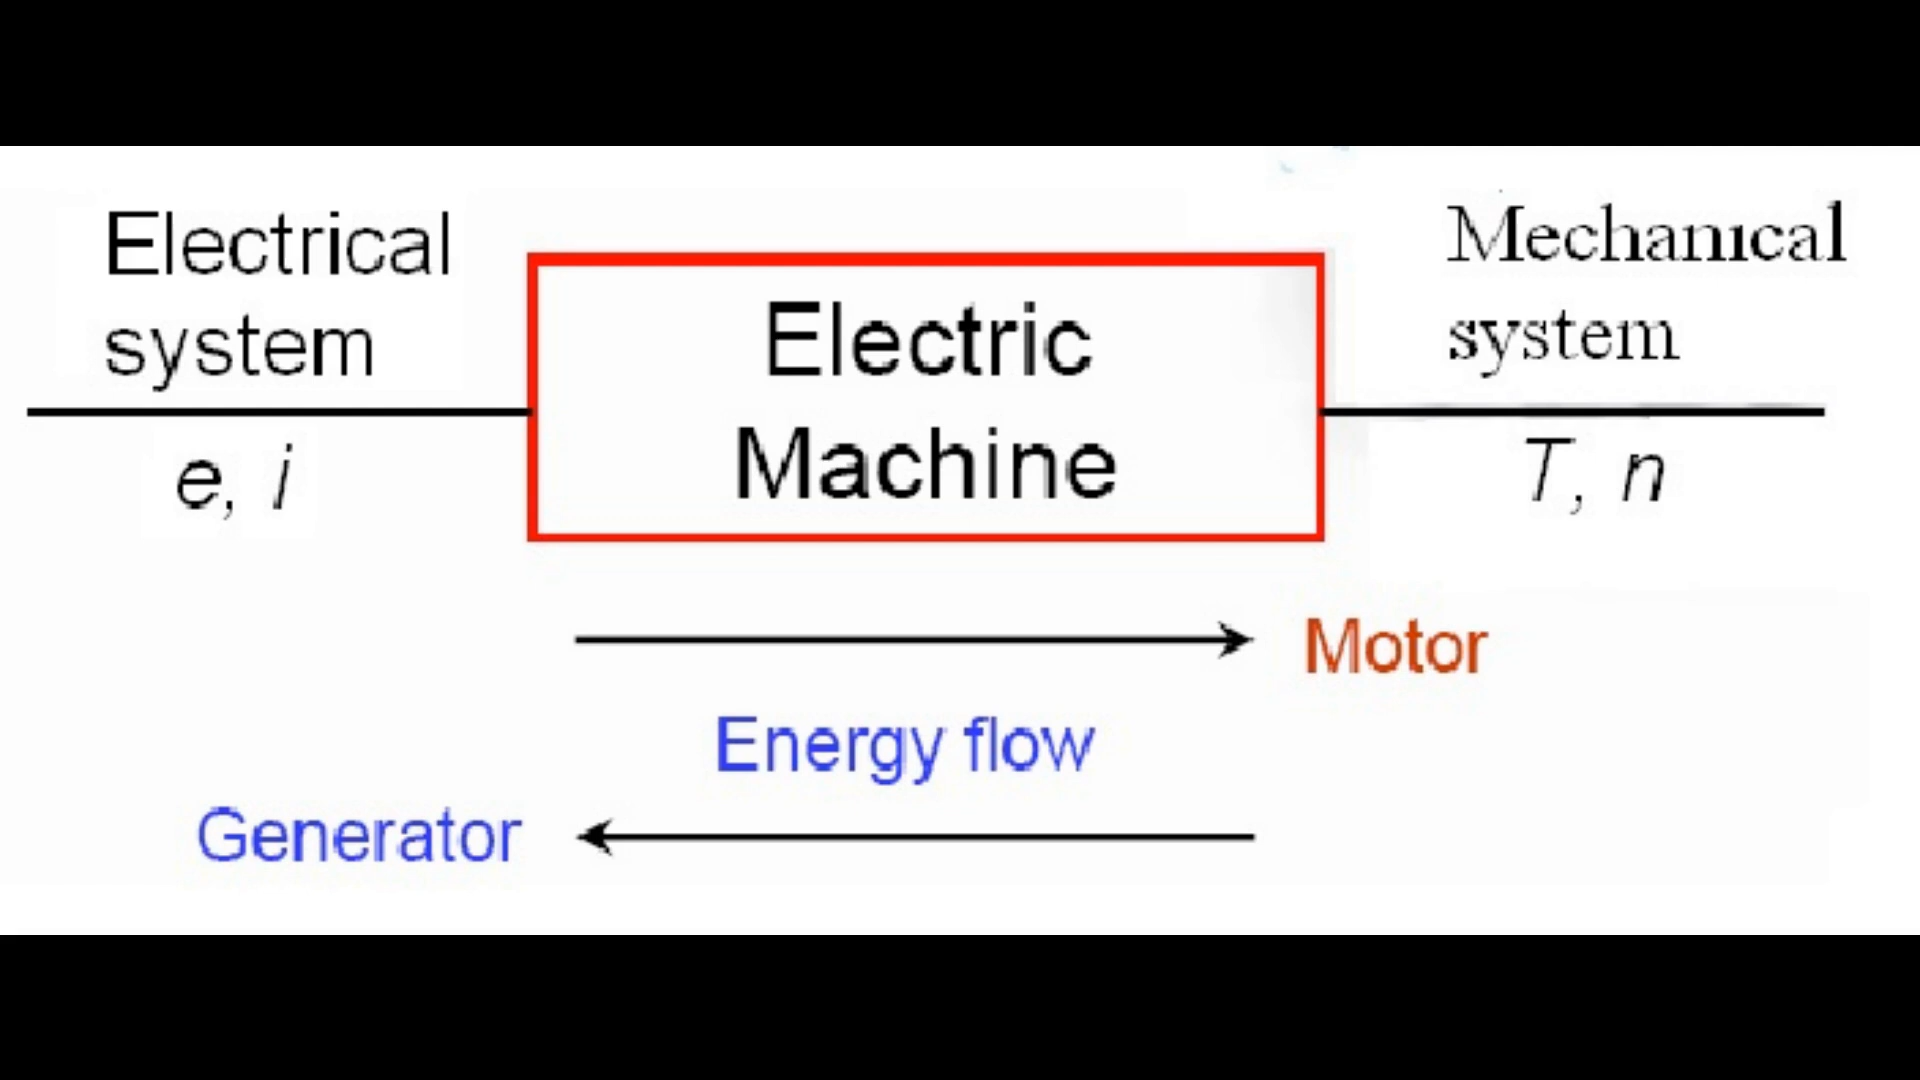 Electrical
system
e, i
Electric
Machine
Mechanical
system
T, n
Motor
Energy flow
Generator